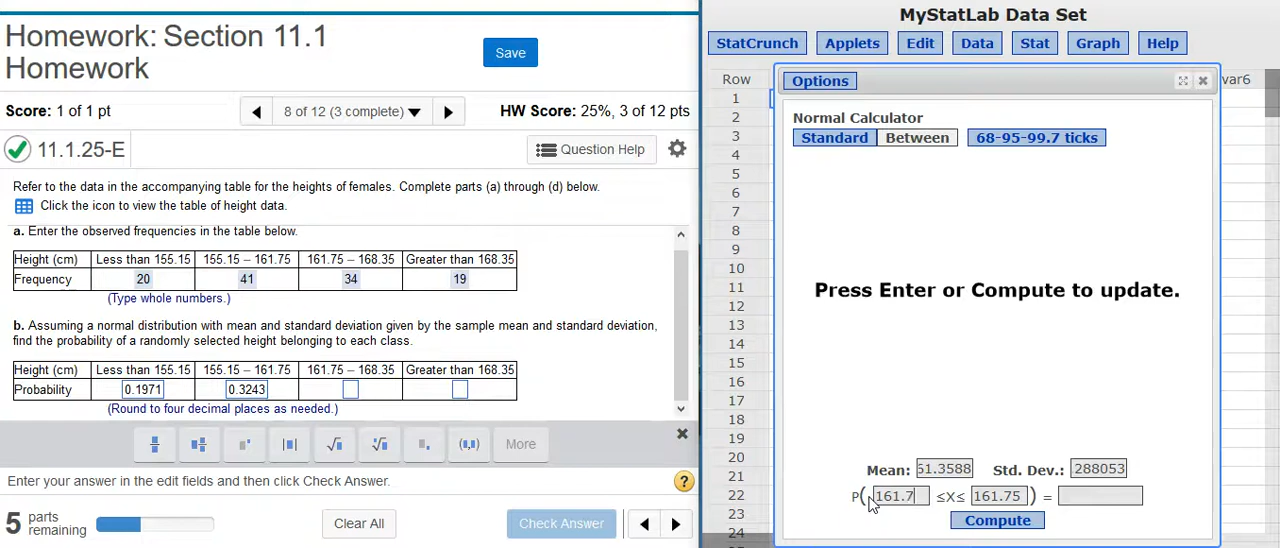 Homework: Section 11.1
Homework
Save
Score: 1 of 1 pt
8 of 12 (3 complete)
HW Score: 25%, 3 of 12 pts
11.1.25-E
Question Help
Refer to the data in the accompanying table for the heights of females. Complete parts (a) through (d) below.
Click the icon to view the table of height data.
a. Enter the observed frequencies in the table below.
Height (cm) Less than 155.15 155.15 – 161.75 161.75 – 168.35 Greater than 168.35
Frequency 20 41 34 19
(Type whole numbers.)
b. Assuming a normal distribution with mean and standard deviation given by the sample mean and standard deviation,
find the probability of a randomly selected height belonging to each class.
Height (cm) Less than 155.15 155.15 – 161.75 161.75 – 168.35 Greater than 168.35
Probability 0.1971 0.3243
(Round to four decimal places as needed.)
More
Enter your answer in the edit fields and then click Check Answer.
?
5 parts remaining
Clear All
Check Answer
MyStatLab Data Set
StatCrunch Applets Edit Data Stat Graph Help
Row var6
1
2
3
4
5
6
7
8
9
10
11
12
13
14
15
16
17
18
19
20
21
22
23
24
Options
Normal Calculator
Standard Between 68-95-99.7 ticks
Press Enter or Compute to update.
Mean: 61.3588 Std. Dev.: 288053
P( 161.7 ≤X≤ 161.75 ) =
Compute